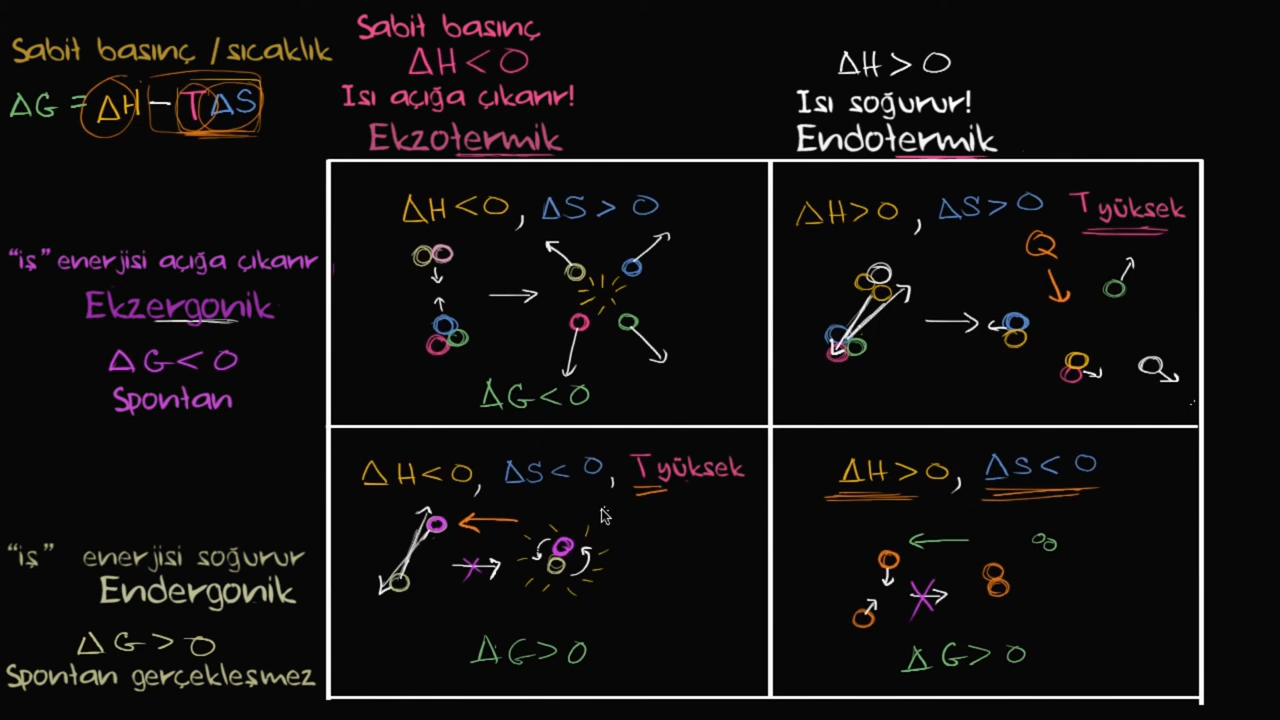 Sabit basınç / sıcaklık
ΔG = ΔH - TΔS
Sabit basınç
ΔH < 0
Isı açığa çıkarır!
Ekzotermik
ΔH > 0
Isı soğurur!
Endotermik
"iş" enerjisi açığa çıkarır
Ekzergonik
ΔG < 0
Spontan
ΔH < 0, ΔS > 0
ΔG < 0
ΔH > 0, ΔS > 0 T yüksek
Q
"iş" enerjisi soğurur
Endergonik
ΔG > 0
Spontan gerçekleşmez
ΔH < 0, ΔS < 0, T yüksek
ΔG > 0
ΔH > 0, ΔS < 0
ΔG > 0